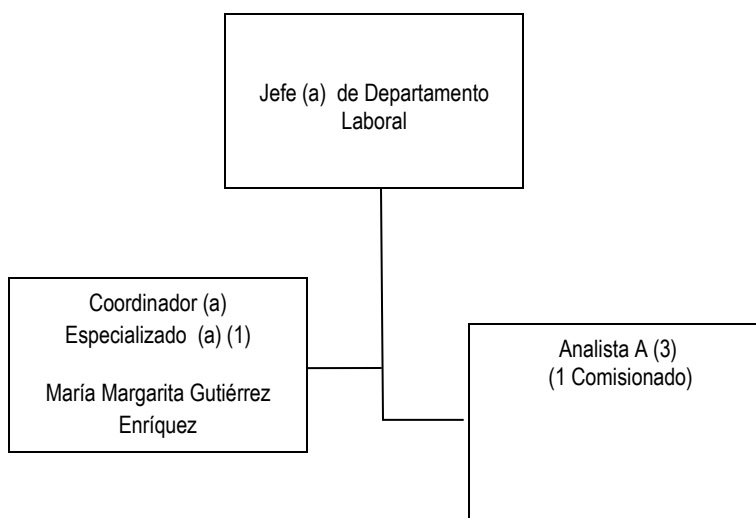 Jefe (a) de Departamento
Laboral
Coordinador (a)
Especializado (a) (1)
María Margarita Gutiérrez
Enríquez
Analista A (3)
(1 Comisionado)